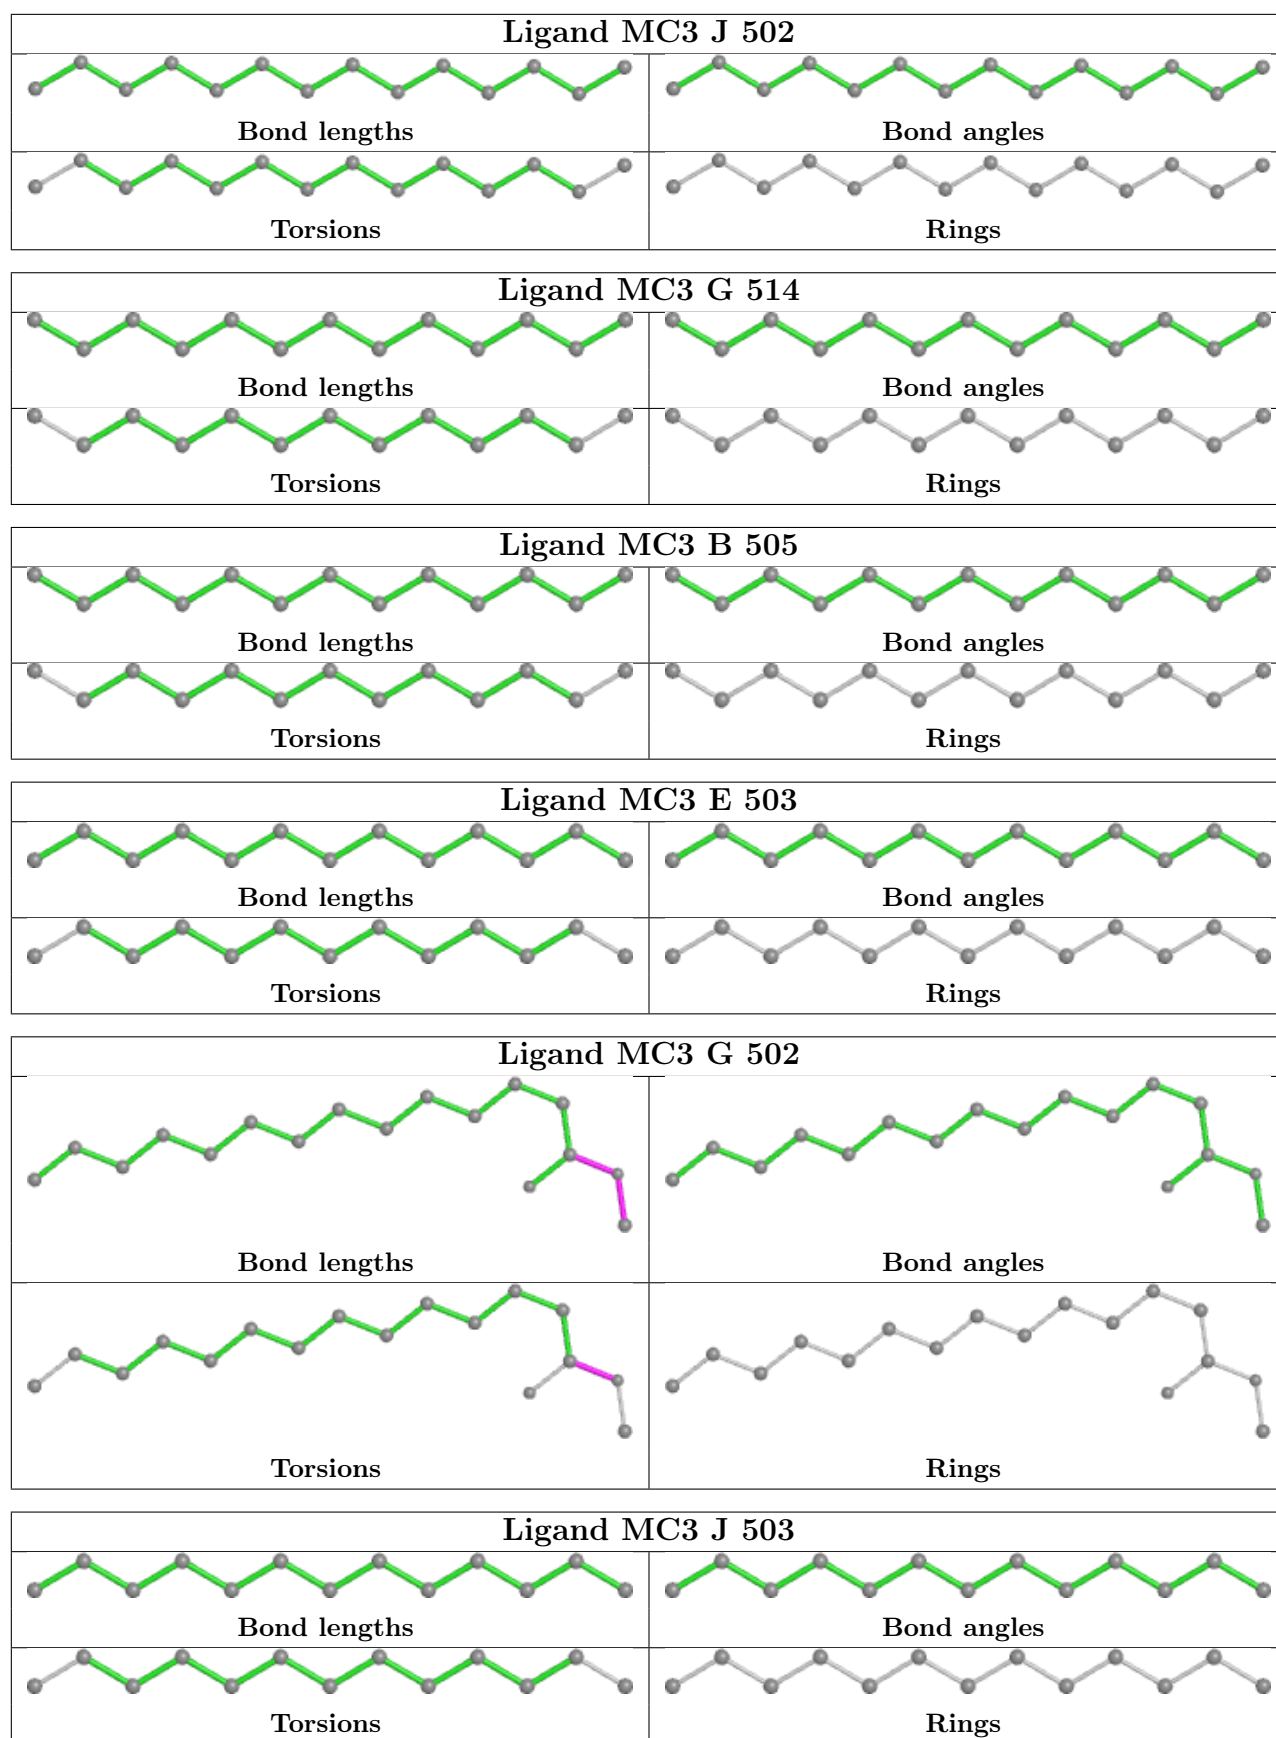 Ligand MC3 J 502
Bond lengths
Bond angles
Torsions
Rings
Ligand MC3 G 514
Bond lengths
Bond angles
Torsions
Rings
Ligand MC3 B 505
Bond lengths
Bond angles
Torsions
Rings
Ligand MC3 E 503
Bond lengths
Bond angles
Torsions
Rings
Ligand MC3 G 502
Bond lengths
Bond angles
Torsions
Rings
Ligand MC3 J 503
Bond lengths
Bond angles
Torsions
Rings